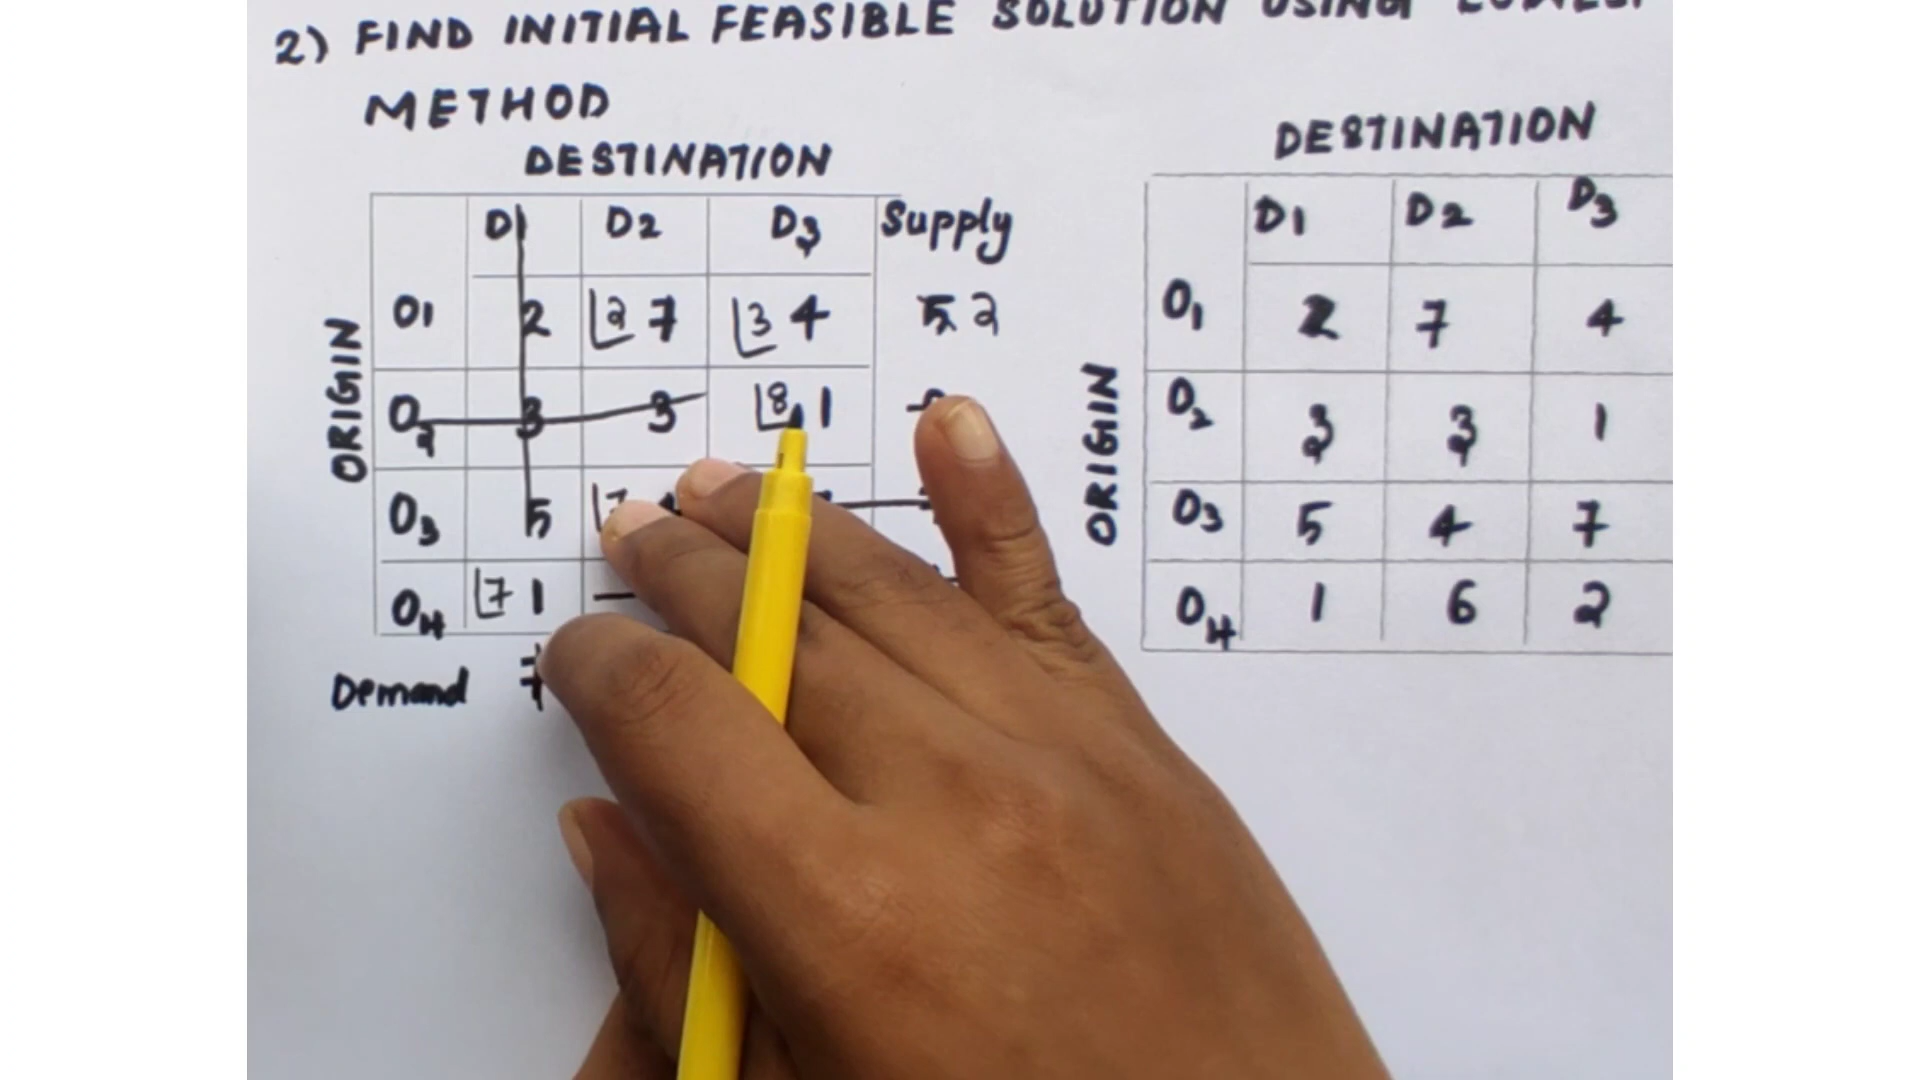 2) FIND INITIAL FEASIBLE SOLUTION USING
METHOD
DESTINATION
D1 D2 D3 Supply
ORIGIN
O1 2 2 7 3 4 5 2
O2 3 3 8 1
O3 5 7
O4 7 1
Demand 7
DESTINATION
D1 D2 D3
ORIGIN
O1 2 7 4
O2 3 3 1
O3 5 4 7
O4 1 6 2